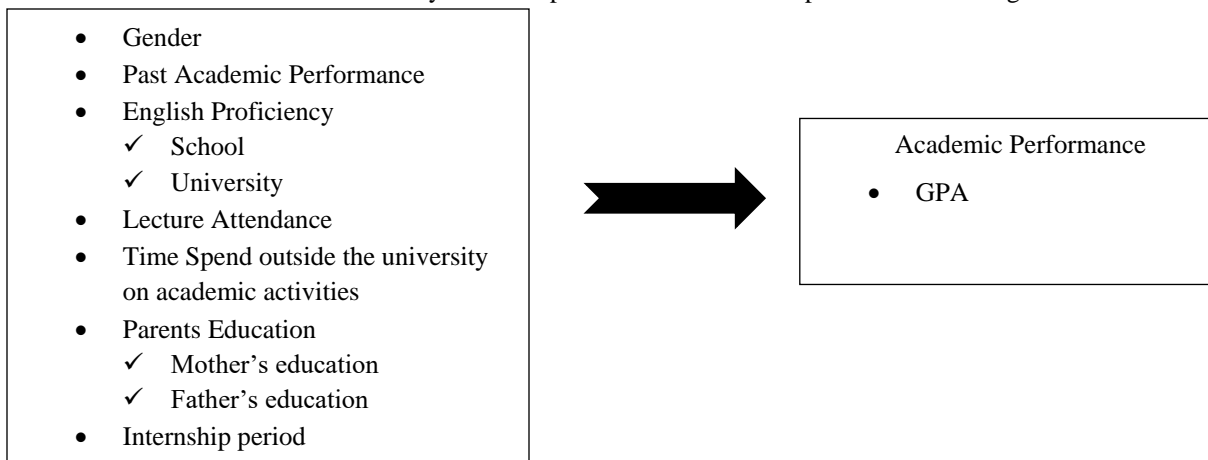 • Gender
• Past Academic Performance
• English Proficiency
✓ School
✓ University
• Lecture Attendance
• Time Spend outside the university
on academic activities
• Parents Education
✓ Mother’s education
✓ Father’s education
• Internship period
Academic Performance
• GPA